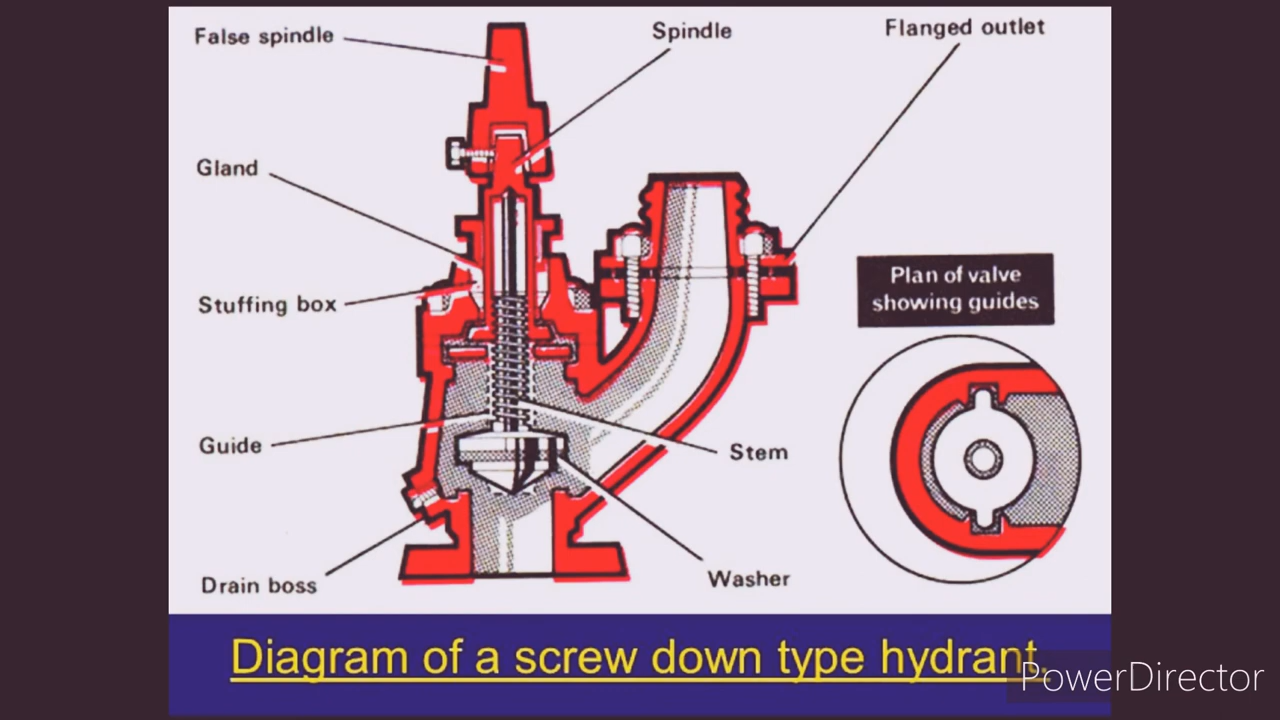 False spindle
Spindle
Flanged outlet
Gland
Stuffing box
Plan of valve
showing guides
Guide
Stem
Drain boss
Washer
Diagram of a screw down type hydrant.
PowerDirector